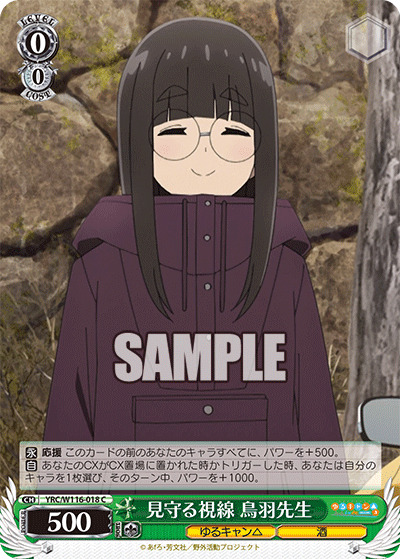 LEVEL
0
0
COST
SAMPLE
永 応援 このカードの前のあなたのキャラすべてに、パワーを＋500。
自 あなたのCXがCX置場に置かれた時かトリガーした時、あなたは自分の
キャラを1枚選び、そのターン中、パワーを＋1000。
CH YRC/W116-018 C
500
見守る視線 鳥羽先生
ゆるキャン△
ゆるキャン△ 酒
© あfろ・芳文社／野外活動プロジェクト